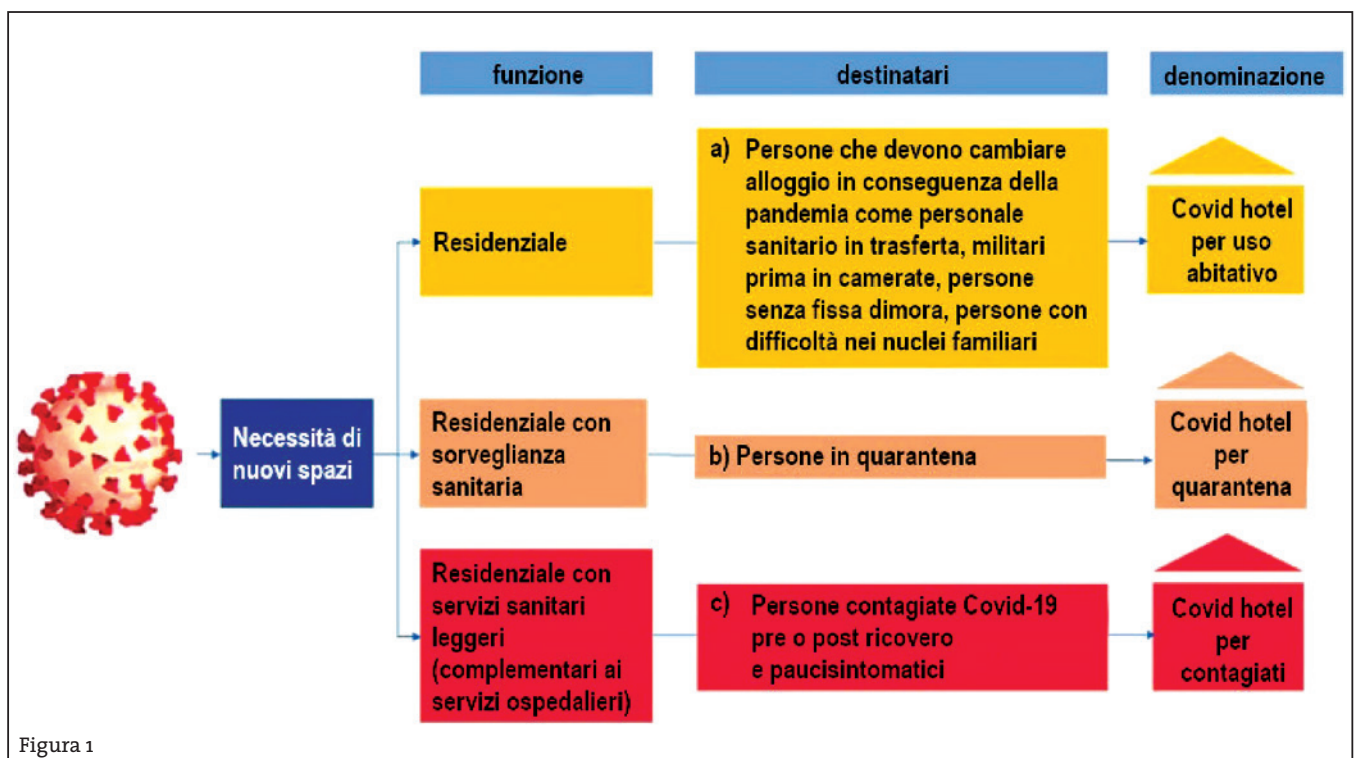 funzione
destinatari
denominazione
a) Persone che devono cambiare
alloggio in conseguenza della
pandemia come personale
sanitario in trasferta, militari
prima in camerate, persone
senza fissa dimora, persone con
difficoltà nei nuclei familiari
Residenziale
Covid hotel
per uso
abitativo
Necessità di
nuovi spazi
Residenziale con
sorveglianza
sanitaria
b) Persone in quarantena
Covid hotel
per
quarantena
Residenziale con
servizi sanitari
leggeri
(complementari ai
servizi ospedalieri)
c) Persone contagiate Covid-19
pre o post ricovero
e paucisintomatici
Covid hotel
per
contagiati
Figura 1